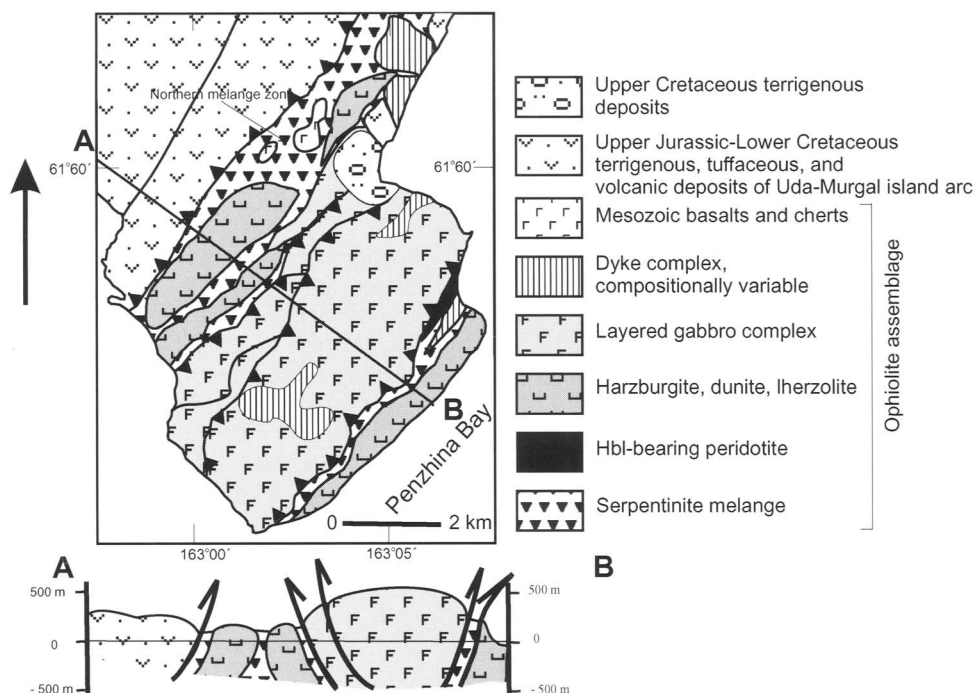 Northern mélange zone
A
61°60´
61°60´
B
Penzhina Bay
0 2 km
163°00´
163°05´
Upper Cretaceous terrigenous
deposits
Upper Jurassic-Lower Cretaceous
terrigenous, tuffaceous, and
volcanic deposits of Uda-Murgal island arc
Mesozoic basalts and cherts
Dyke complex,
compositionally variable
Layered gabbro complex
Harzburgite, dunite, lherzolite
Hbl-bearing peridotite
Serpentinite melange
Ophiolite assemblage
A
B
500 m
0
- 500 m
500 m
0
- 500 m